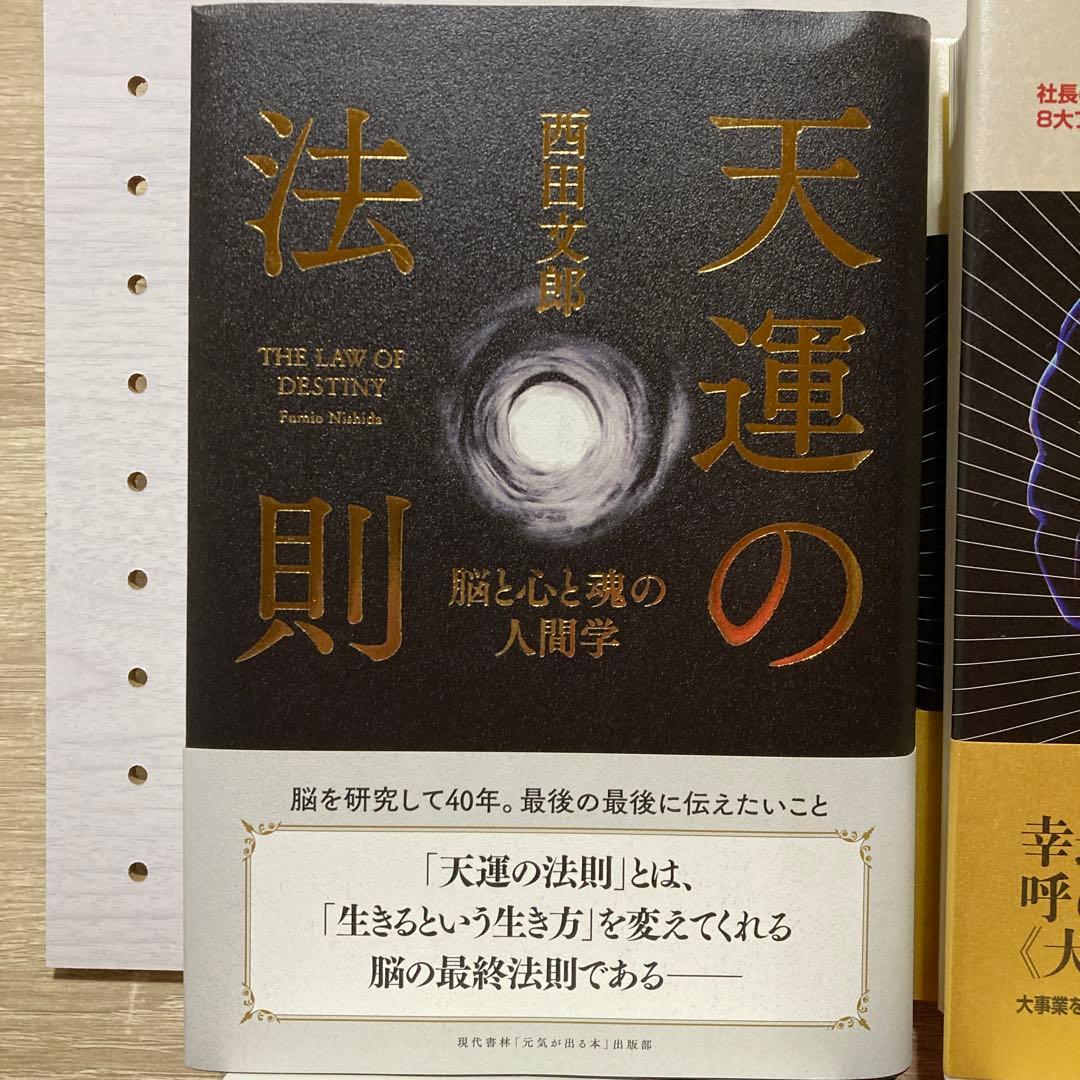 天運の
法則
西田文郎
THE LAW OF
DESTINY
Fumio Nishida
脳と心と魂の
人間学
脳を研究して40年。最後の最後に伝えたいこと
「天運の法則」とは、
「生きるという生き方」を変えてくれる
脳の最終法則である——
現代書林「元気が出る本」出版部
社長
8大
幸
呼
《大
大事業を